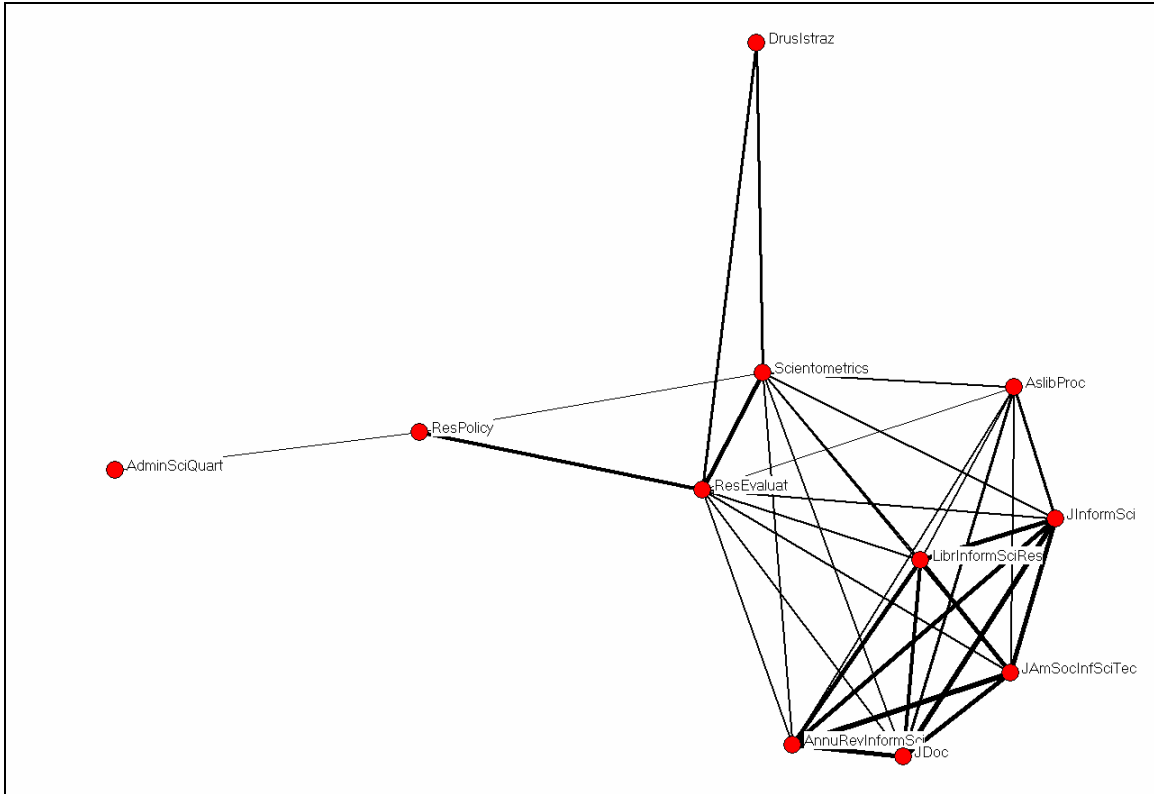 DrusIstraz
Scientometrics
AslibProc
ResPolicy
AdminSciQuart
ResEvaluat
JInformSci
LibrInformSciRes
JAmSocInfSciTec
AnnuRevInformSci
JDoc